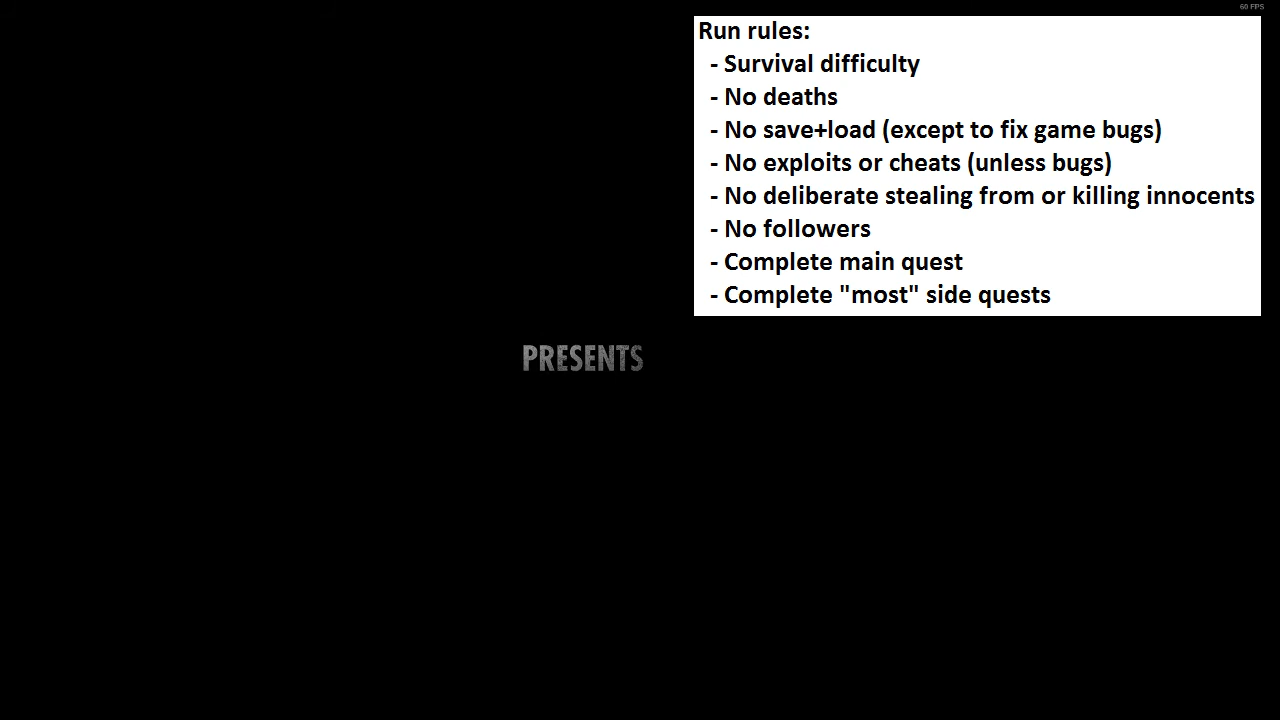 60 FPS
Run rules:
- Survival difficulty
- No deaths
- No save+load (except to fix game bugs)
- No exploits or cheats (unless bugs)
- No deliberate stealing from or killing innocents
- No followers
- Complete main quest
- Complete "most" side quests
PRESENTS